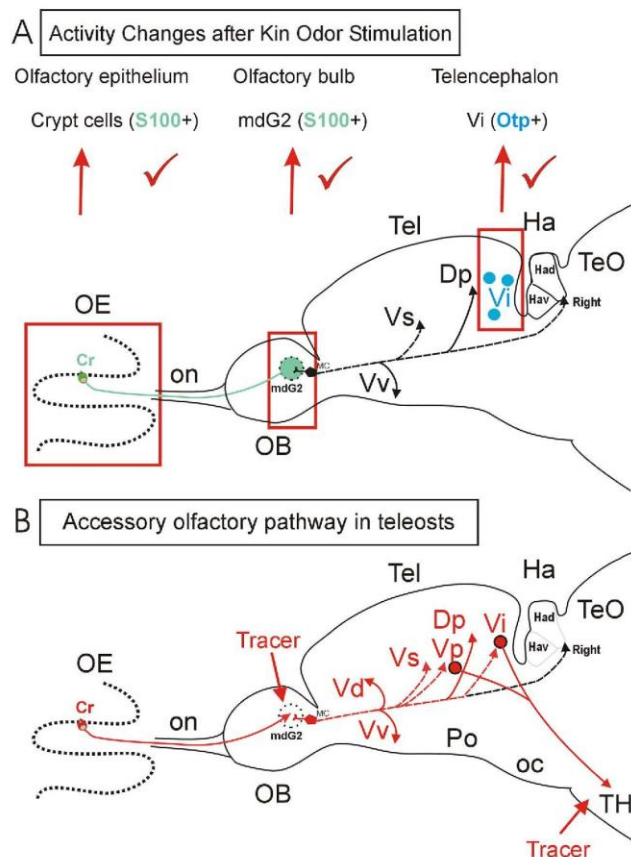 A Activity Changes after Kin Odor Stimulation
Olfactory epithelium Olfactory bulb Telencephalon
Crypt cells (S100+) mdG2 (S100+) Vi (Otp+)
Tel Ha
Dp TeO
Had
OE Vi Hav Right
Vs
Cr on MC
mdG2 Vv
OB
B Accessory olfactory pathway in teleosts
Tel Ha
Dp Vi Had TeO
Tracer Vp Hav
OE Vs Right
Cr on Vd
MC
mdG2 Vv
Po
OB oc
TH
Tracer